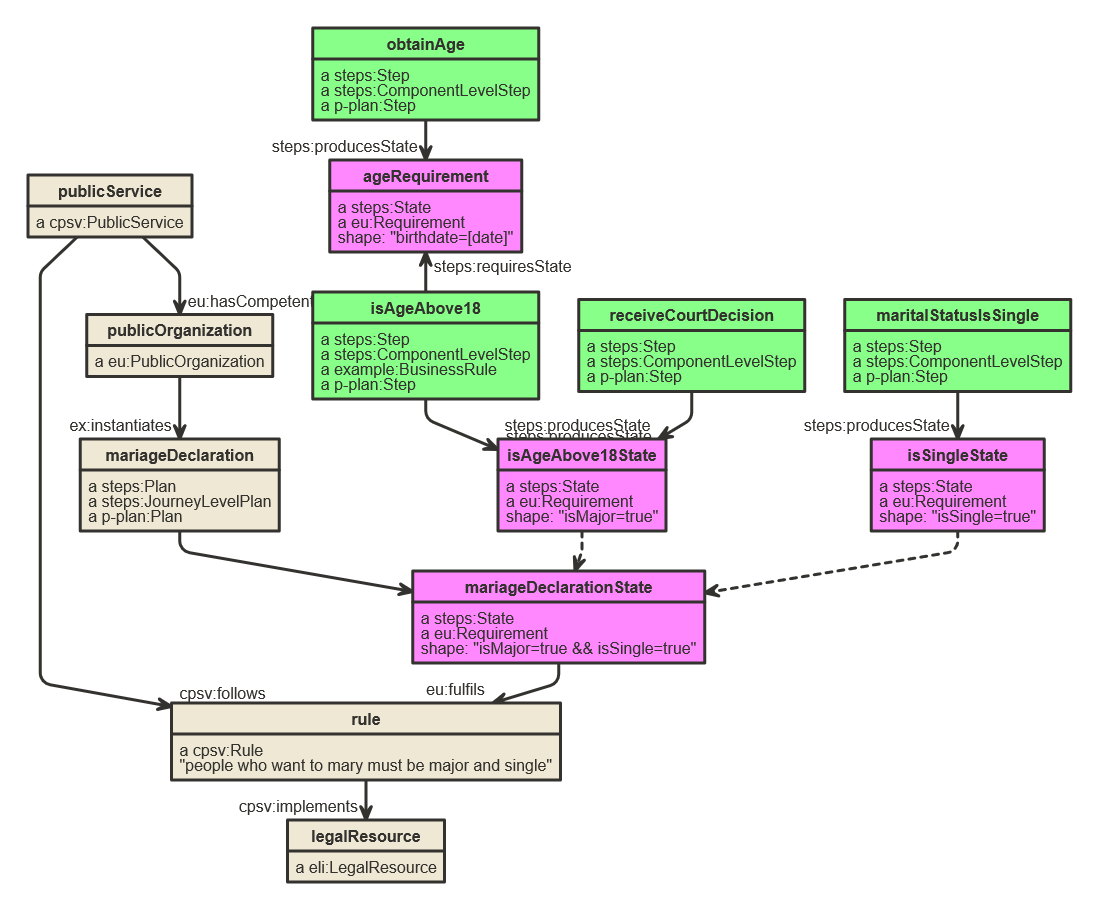 obtainAge
a steps:Step
a steps:ComponentLevelStep
a p-plan:Step
steps:producesState
ageRequirement
a steps:State
a eu:Requirement
shape: "birthdate=[date]"
publicService
a cpsv:PublicService
steps:requiresState
eu:hasCompetent
isAgeAbove18
a steps:Step
a steps:ComponentLevelStep
a example:BusinessRule
a p-plan:Step
receiveCourtDecision
a steps:Step
a steps:ComponentLevelStep
a p-plan:Step
maritalStatusIsSingle
a steps:Step
a steps:ComponentLevelStep
a p-plan:Step
publicOrganization
a eu:PublicOrganization
ex:instantiates
steps:producesState
steps:producesState
steps:producesState
mariageDeclaration
a steps:Plan
a steps:JourneyLevelPlan
a p-plan:Plan
isAgeAbove18State
a steps:State
a eu:Requirement
shape: "isMajor=true"
isSingleState
a steps:State
a eu:Requirement
shape: "isSingle=true"
mariageDeclarationState
a steps:State
a eu:Requirement
shape: "isMajor=true && isSingle=true"
cpsv:follows
eu:fulfils
rule
a cpsv:Rule
"people who want to mary must be major and single"
cpsv:implements
legalResource
a eli:LegalResource